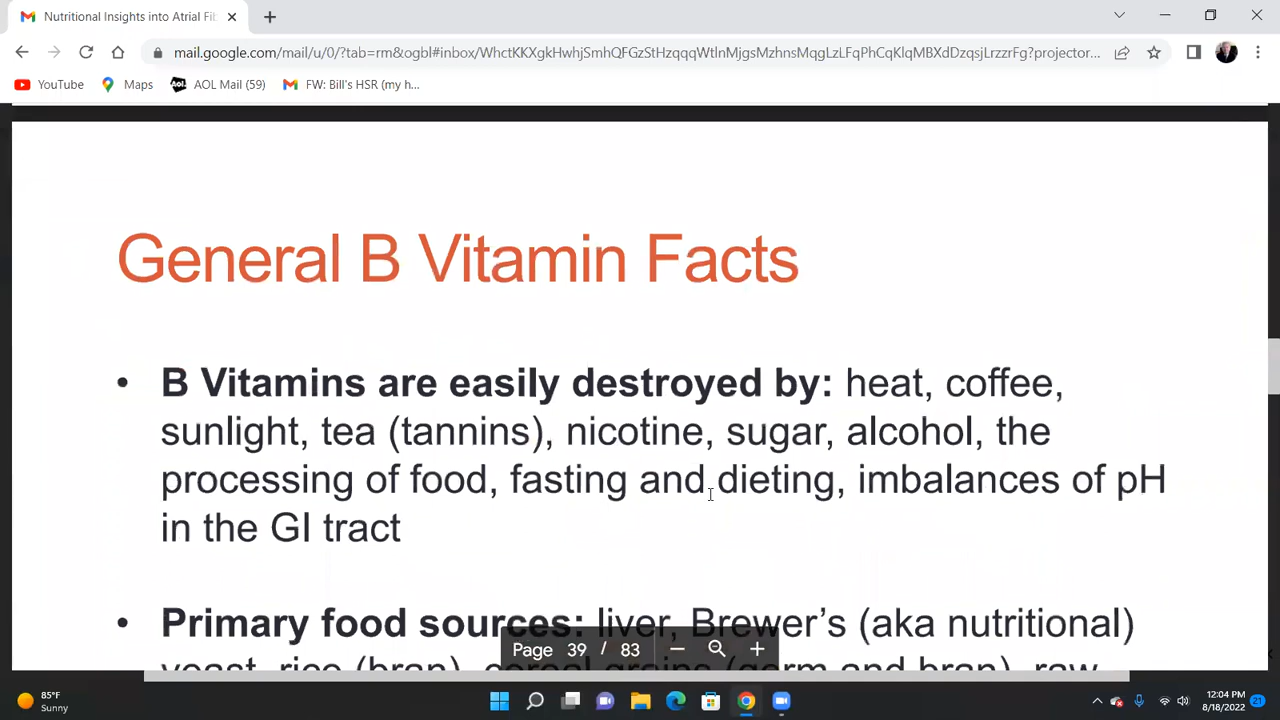 Nutritional Insights into Atrial Fi
mail.google.com/mail/u/0/?tab=rm&ogbl#inbox/WhctKKXgkHwhjSmhQFGzStHzqqqWtlnMjgsMzhnsMqgLzLFqPhCqKlqMBXdDzqsjLrzzrFg?projector...
YouTube Maps AOL Mail (59) FW: Bill's HSR (my h...
General B Vitamin Facts
• B Vitamins are easily destroyed by: heat, coffee,
sunlight, tea (tannins), nicotine, sugar, alcohol, the
processing of food, fasting and dieting, imbalances of pH
in the GI tract
• Primary food sources: liver, Brewer's (aka nutritional)
yeast, rice (bran), cereal grains (germ and bran), raw
Page 39 / 83
85°F
Sunny
12:04 PM
8/18/2022
21